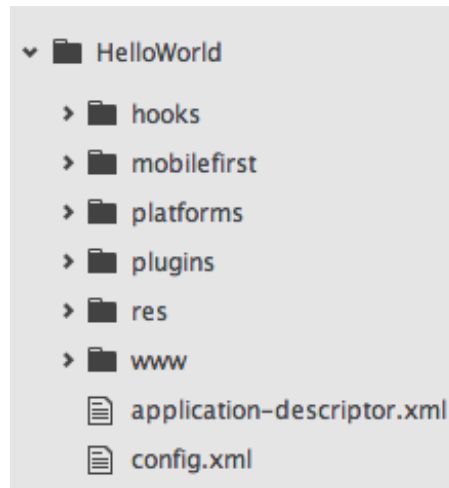 HelloWorld
hooks
mobilefirst
platforms
plugins
res
www
application-descriptor.xml
config.xml